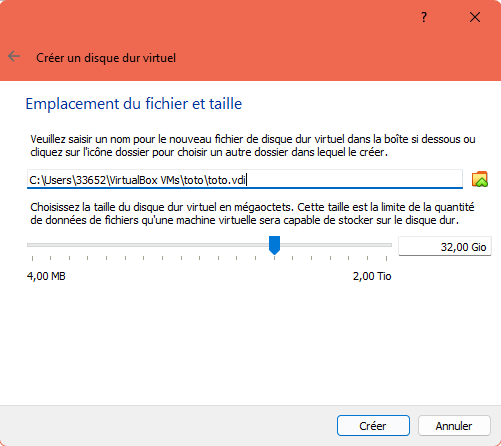 ?
Créer un disque dur virtuel
Emplacement du fichier et taille
Veuillez saisir un nom pour le nouveau fichier de disque dur virtuel dans la boîte si dessous ou
cliquez sur l'icône dossier pour choisir un autre dossier dans lequel le créer.
C:\Users\33652\VirtualBox VMs\toto\toto.vdi
Choisissez la taille du disque dur virtuel en mégaoctets. Cette taille est la limite de la quantité
de données de fichiers qu'une machine virtuelle sera capable de stocker sur le disque dur.
32,00 Gio
4,00 MB 2,00 Tio
Créer Annuler